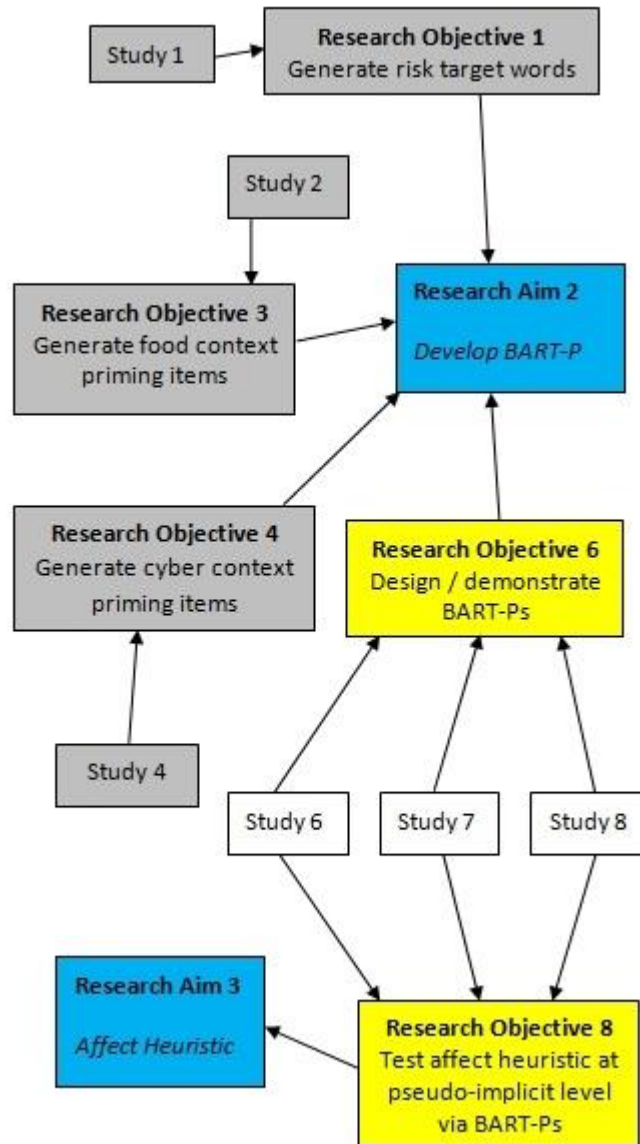 Study 1
Research Objective 1
Generate risk target words
Study 2
Research Objective 3
Generate food context
priming items
Research Aim 2
Develop BART-P
Research Objective 4
Generate cyber context
priming items
Research Objective 6
Design / demonstrate
BART-Ps
Study 4
Study 6
Study 7
Study 8
Research Aim 3
Affect Heuristic
Research Objective 8
Test affect heuristic at
pseudo-implicit level
via BART-Ps